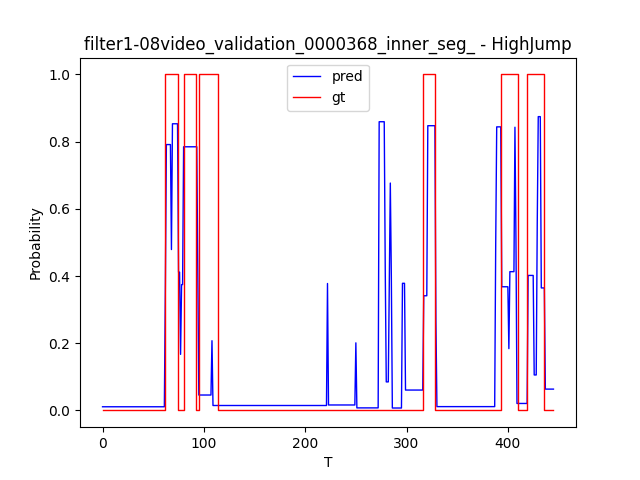 filter1-08video_validation_0000368_inner_seg_ - HighJump
pred
gt
1.0
0.8
0.6
0.4
0.2
0.0
Probability
0
100
200
300
400
T